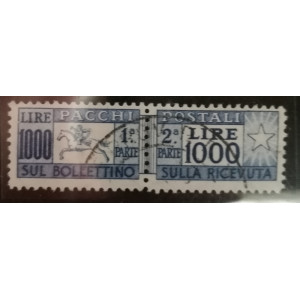 LIRE PACCHI POSTALI
1000 1ª PARTE 2ª PARTE LIRE 1000
SUL BOLLETTINO SULLA RICEVUTA